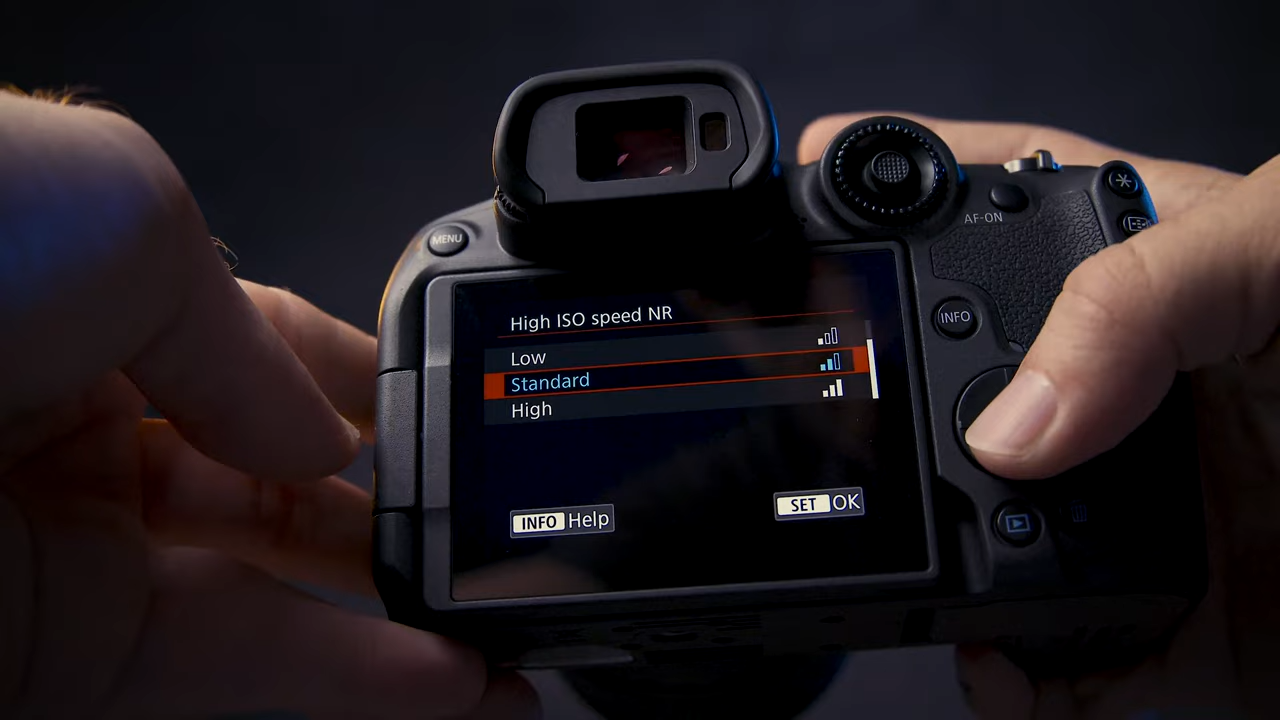 MENU
AF-ON
INFO
High ISO speed NR
Low
Standard
High
INFO Help
SET OK